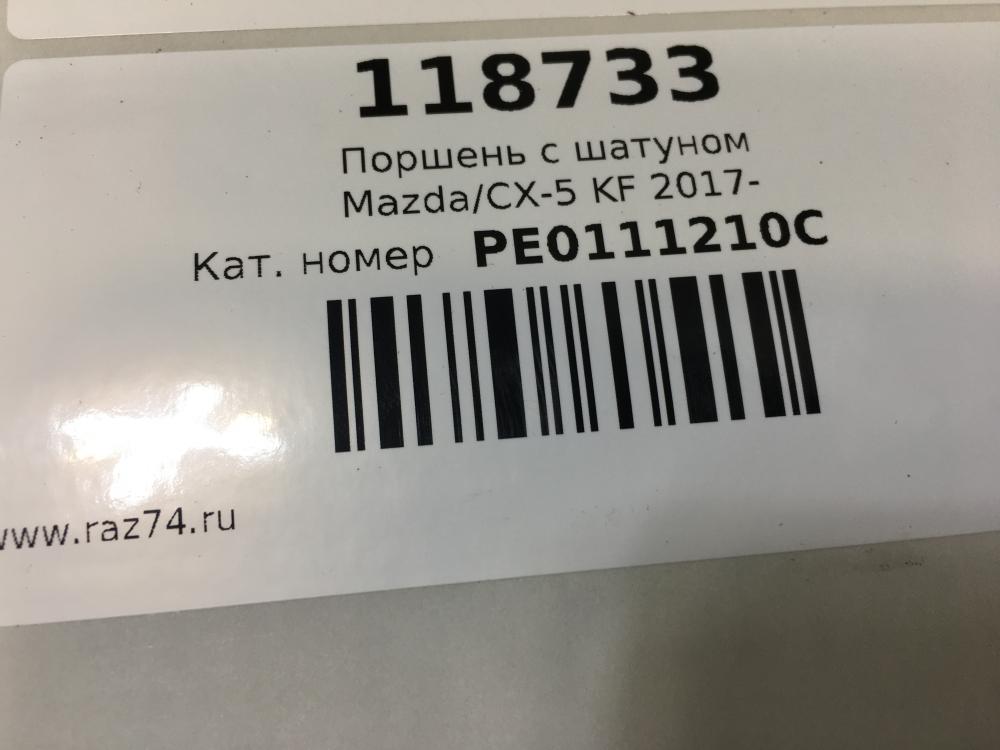 118733
Поршень с шатуном
Mazda/CX-5 KF 2017-
Кат. номер PE0111210C
www.raz74.ru